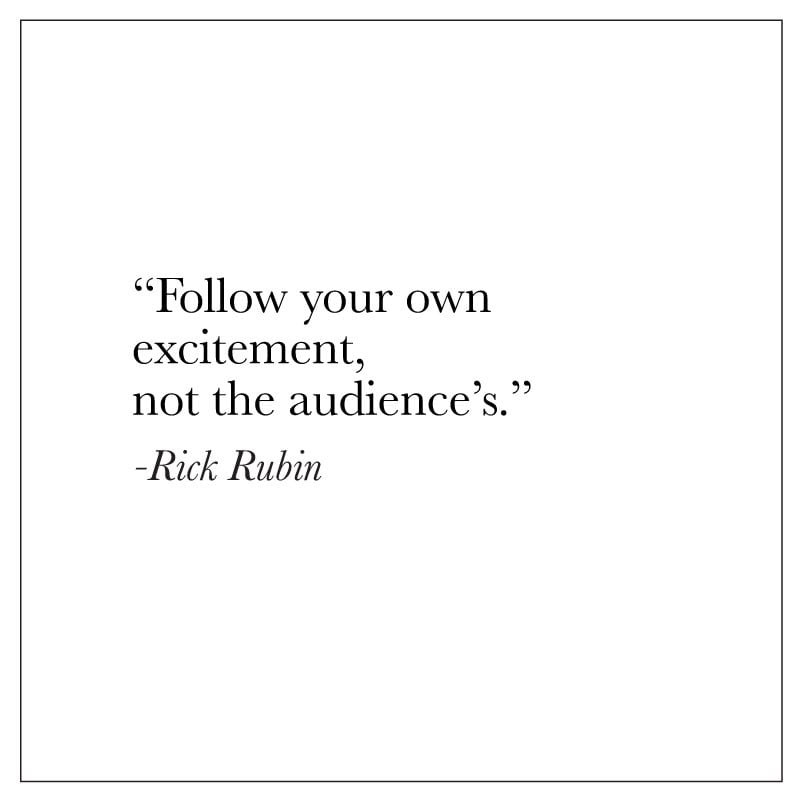 “Follow your own
excitement,
not the audience’s.”
-Rick Rubin